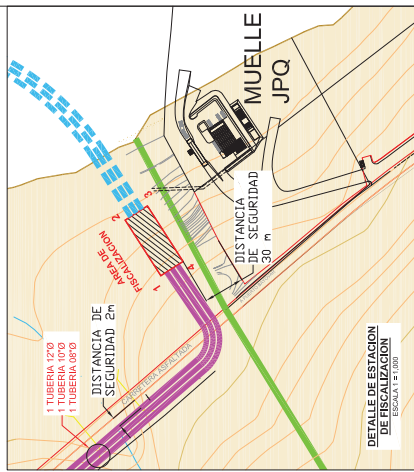 1 TUBERIA 12"Ø
1 TUBERIA 10"Ø
1 TUBERIA 08"Ø
DISTANCIA DE
SEGURIDAD 2m
CARRETERA ASFALTADA
AREA DE
FISCALIZACION
1
2
3
4
MUELLE
JPQ
DISTANCIA
DE SEGURIDAD
30 m
DETALLE DE ESTACION
DE FISCALIZACION
ESCALA 1 = 1,000